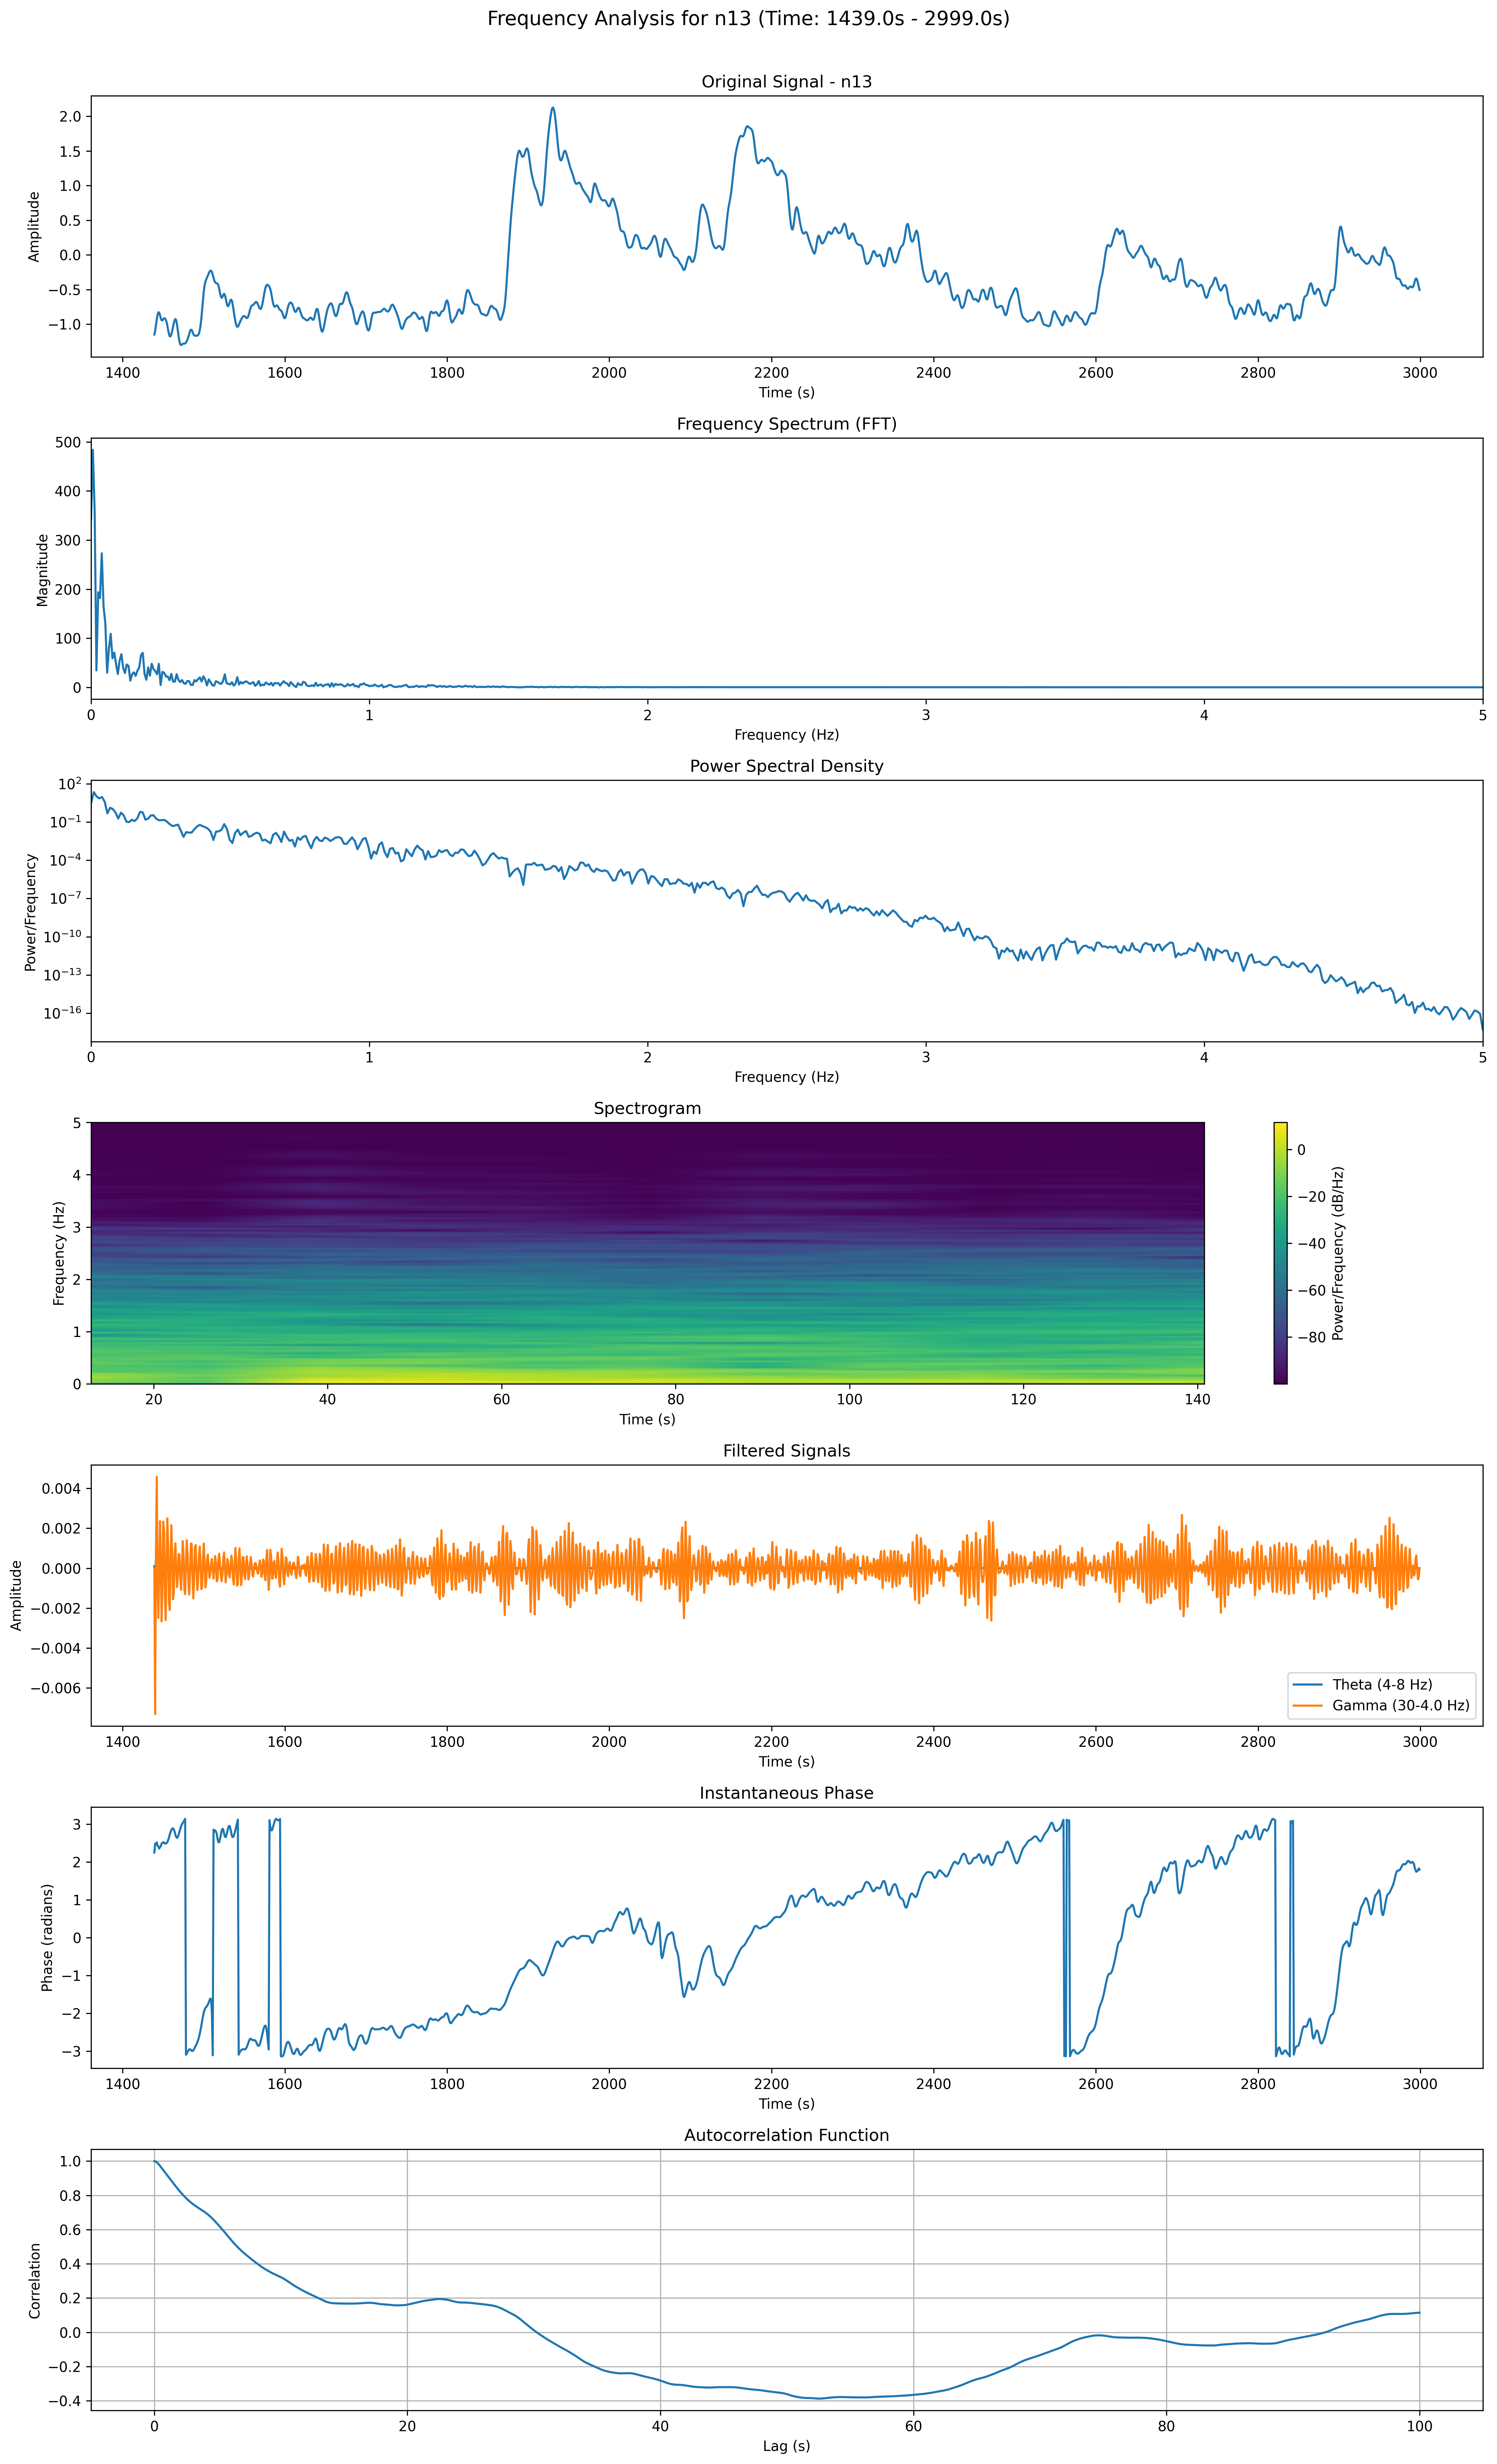 Frequency Analysis for n13 (Time: 1439.0s - 2999.0s)
Original Signal - n13
Amplitude
2.0
1.5
1.0
0.5
0.0
−0.5
−1.0
1400 1600 1800 2000 2200 2400 2600 2800 3000
Time (s)
Frequency Spectrum (FFT)
Magnitude
500
400
300
200
100
0
0 1 2 3 4 5
Frequency (Hz)
Power Spectral Density
Power/Frequency
10²
10⁻¹
10⁻⁴
10⁻⁷
10⁻¹⁰
10⁻¹³
10⁻¹⁶
0 1 2 3 4 5
Frequency (Hz)
Spectrogram
Frequency (Hz)
5
4
3
2
1
0
20 40 60 80 100 120 140
Time (s)
0
−20
−40
−60
−80
Power/Frequency (dB/Hz)
Filtered Signals
Amplitude
0.004
0.002
0.000
−0.002
−0.004
−0.006
Theta (4-8 Hz)
Gamma (30-4.0 Hz)
1400 1600 1800 2000 2200 2400 2600 2800 3000
Time (s)
Instantaneous Phase
Phase (radians)
3
2
1
0
−1
−2
−3
1400 1600 1800 2000 2200 2400 2600 2800 3000
Time (s)
Autocorrelation Function
Correlation
1.0
0.8
0.6
0.4
0.2
0.0
−0.2
−0.4
0 20 40 60 80 100
Lag (s)